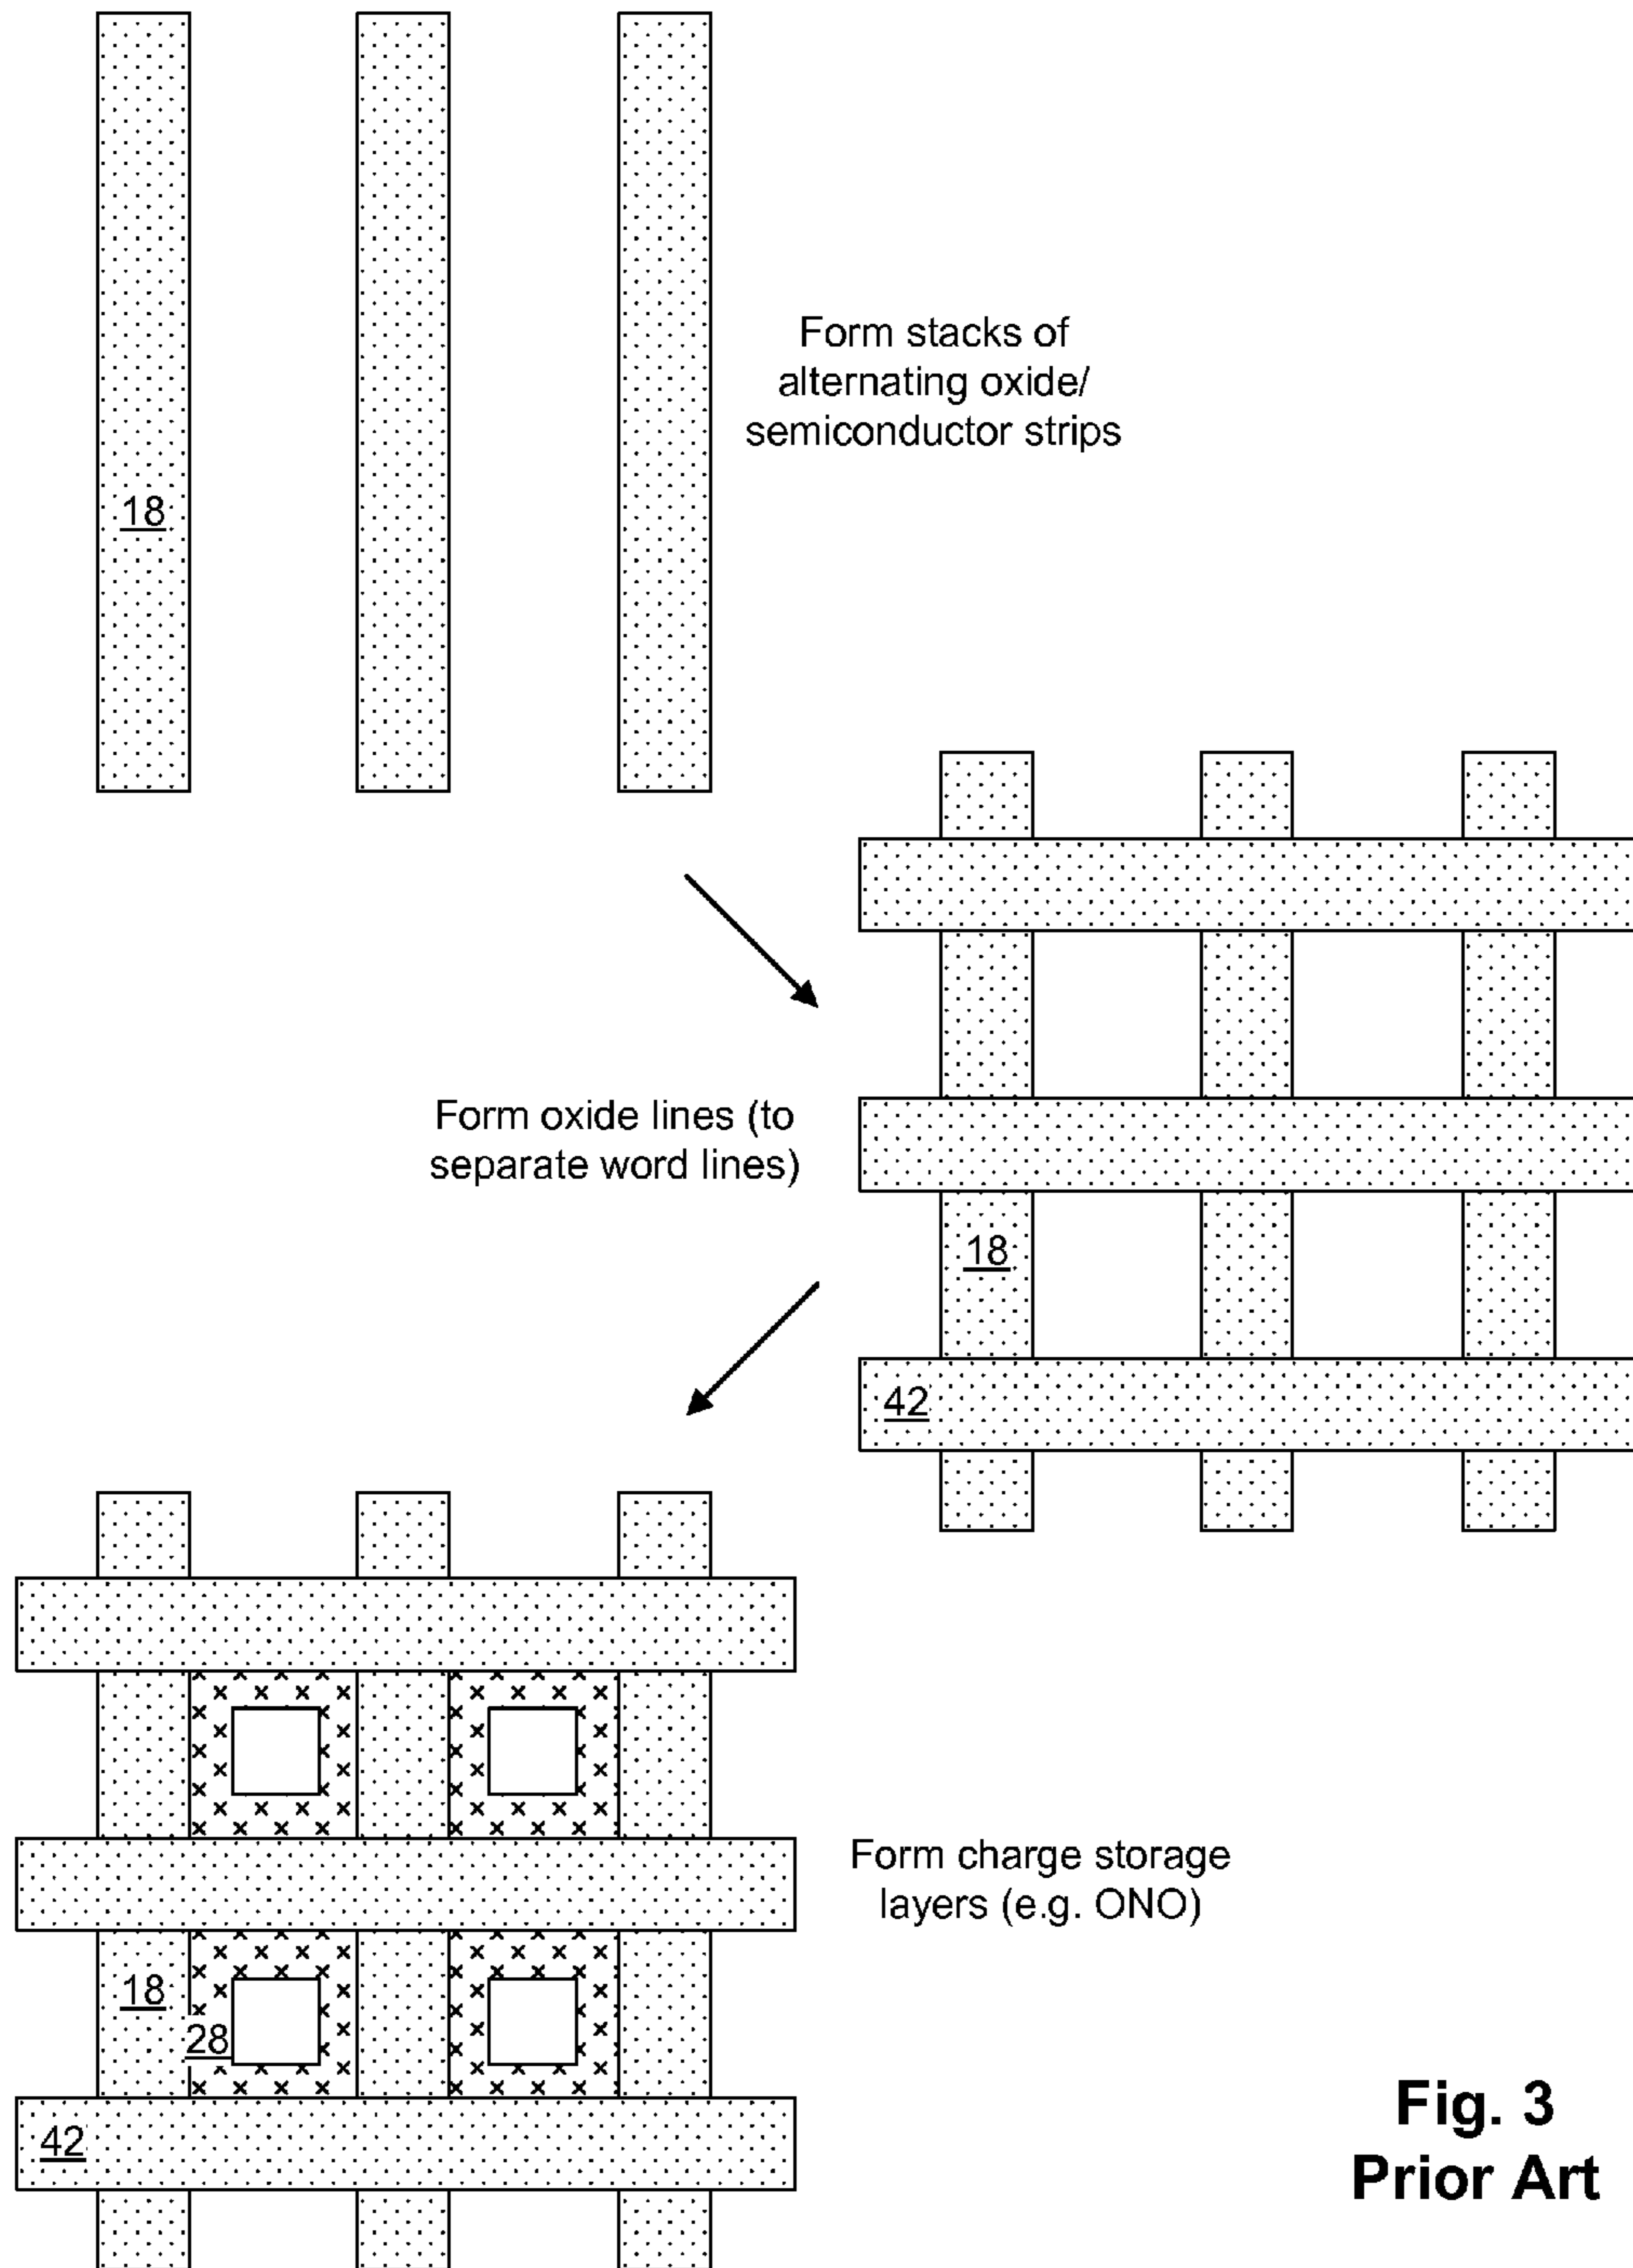 Form stacks of
alternating oxide/
semiconductor strips
18
Form oxide lines (to
separate word lines)
18
42
Form charge storage
layers (e.g. ONO)
18
28
42
Fig. 3
Prior Art